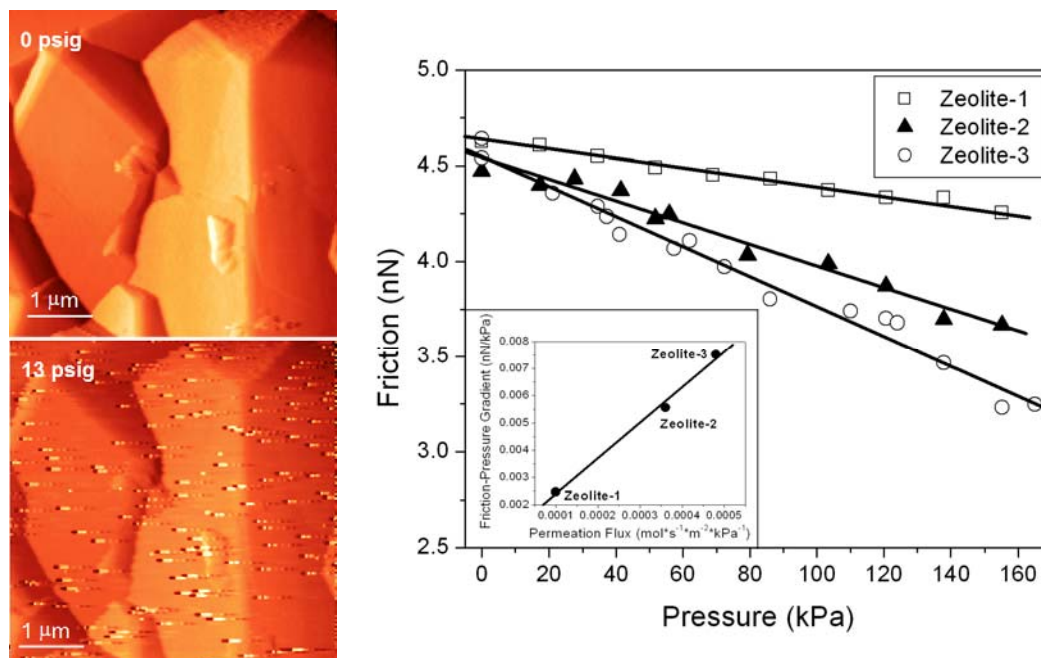 0 psig
1 μm
13 psig
1 μm
5.0
4.5
4.0
3.5
3.0
2.5
Friction (nN)
Zeolite-1
Zeolite-2
Zeolite-3
0.008
0.006
0.005
0.003
0.002
Friction-Pressure Gradient (nN/kPa)
Zeolite-3
Zeolite-2
Zeolite-1
0.0001 0.0002 0.0003 0.0004 0.0005
Permeation Flux (mol*s⁻¹*m⁻²*kPa⁻¹)
0 20 40 60 80 100 120 140 160
Pressure (kPa)